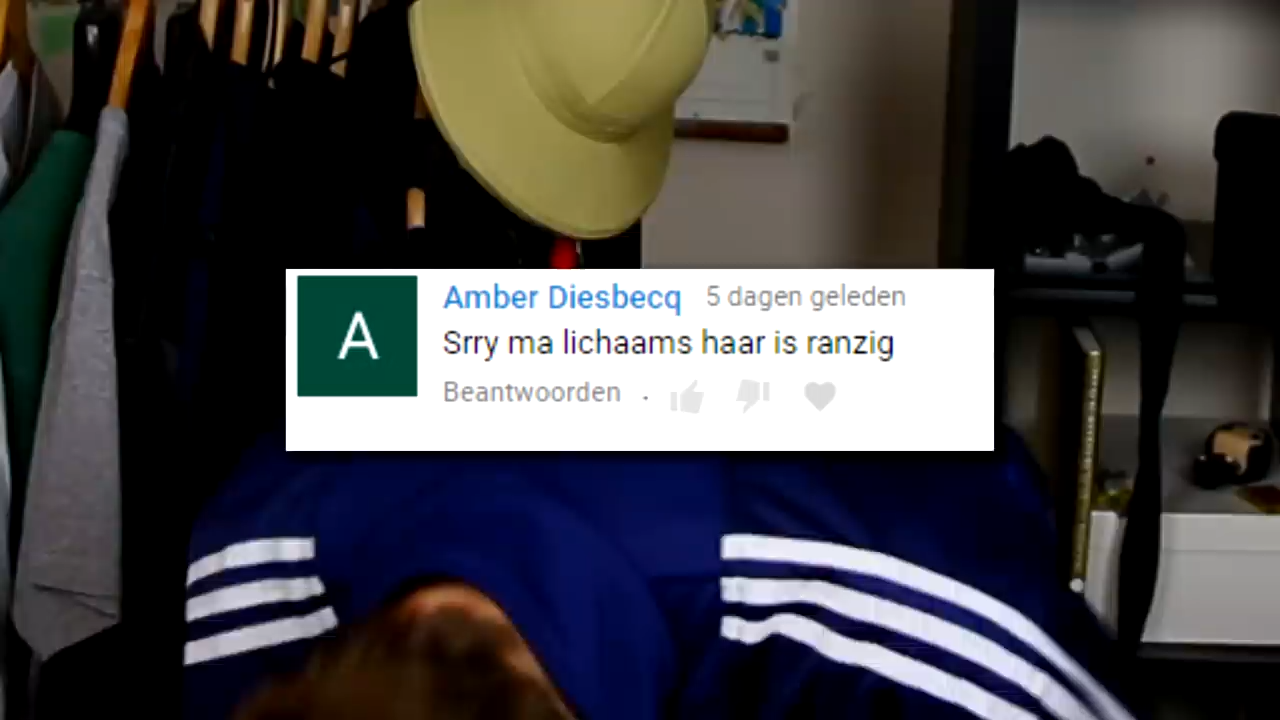 A
Amber Diesbecq 5 dagen geleden
Srry ma lichaams haar is ranzig
Beantwoorden .